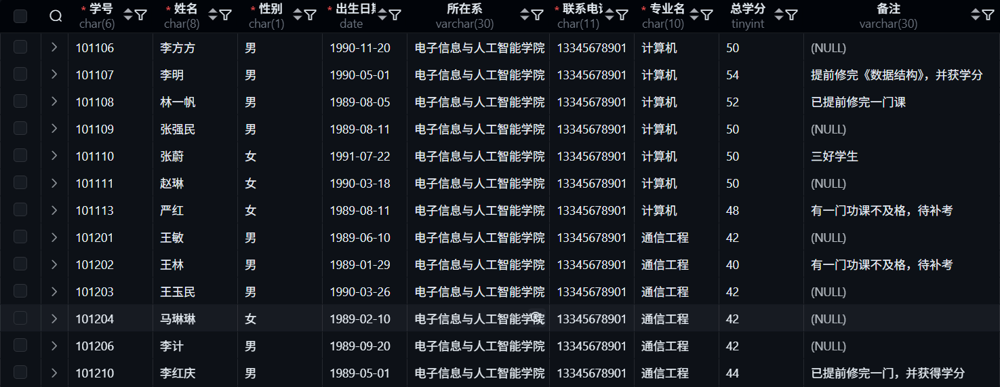 * 学号 * 姓名 * 性别 * 出生日期 所在系 * 联系电话 * 专业名 总学分 备注
char(6) char(8) char(1) date varchar(30) char(11) char(10) tinyint varchar(30)
101106 李方方 男 1990-11-20 电子信息与人工智能学院 13345678901 计算机 50 (NULL)
101107 李明 男 1990-05-01 电子信息与人工智能学院 13345678901 计算机 54 提前修完《数据结构》，并获学分
101108 林一帆 男 1989-08-05 电子信息与人工智能学院 13345678901 计算机 52 已提前修完一门课
101109 张强民 男 1989-08-11 电子信息与人工智能学院 13345678901 计算机 50 (NULL)
101110 张蔚 女 1991-07-22 电子信息与人工智能学院 13345678901 计算机 50 三好学生
101111 赵琳 女 1990-03-18 电子信息与人工智能学院 13345678901 计算机 50 (NULL)
101113 严红 女 1989-08-11 电子信息与人工智能学院 13345678901 计算机 48 有一门功课不及格，待补考
101201 王敏 男 1989-06-10 电子信息与人工智能学院 13345678901 通信工程 42 (NULL)
101202 王林 男 1989-01-29 电子信息与人工智能学院 13345678901 通信工程 40 有一门功课不及格，待补考
101203 王玉民 男 1990-03-26 电子信息与人工智能学院 13345678901 通信工程 42 (NULL)
101204 马琳琳 女 1989-02-10 电子信息与人工智能学院 13345678901 通信工程 42 (NULL)
101206 李计 男 1989-09-20 电子信息与人工智能学院 13345678901 通信工程 42 (NULL)
101210 李红庆 男 1989-05-01 电子信息与人工智能学院 13345678901 通信工程 44 已提前修完一门，并获得学分